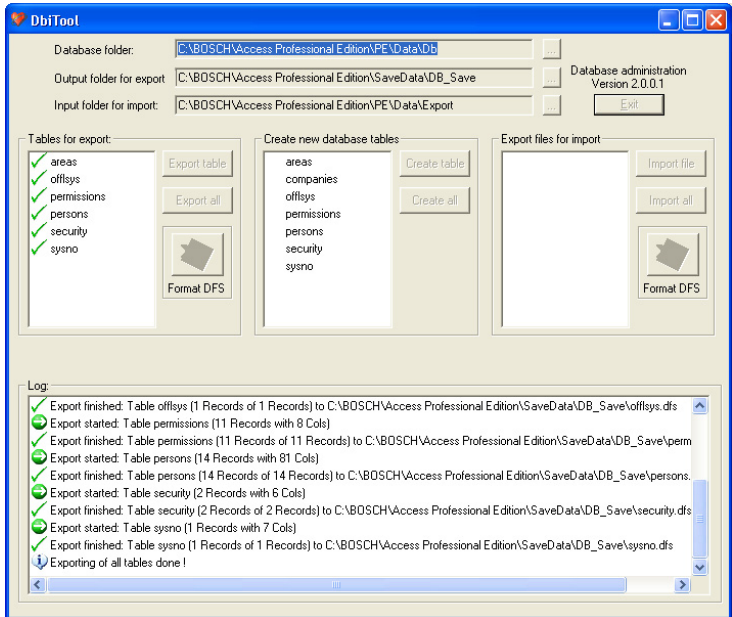 DbiTool
Database folder: C:\BOSCH\Access Professional Edition\PE\Data\Db ...
Output folder for export C:\BOSCH\Access Professional Edition\SaveData\DB_Save ...
Database administration
Version 2.0.0.1
Input folder for import: C:\BOSCH\Access Professional Edition\PE\Data\Export ...
Exit
Tables for export:
areas
offlsys
permissions
persons
security
sysno
Export table
Export all
Format DFS
Create new database tables
areas
companies
offlsys
permissions
persons
security
sysno
Create table
Create all
Export files for import
Import file
Import all
Format DFS
Log:
Export finished: Table offlsys (1 Records of 1 Records) to C:\BOSCH\Access Professional Edition\SaveData\DB_Save\offlsys.dfs
Export started: Table permissions (11 Records with 8 Cols)
Export finished: Table permissions (11 Records of 11 Records) to C:\BOSCH\Access Professional Edition\SaveData\DB_Save\perm
Export started: Table persons (14 Records with 81 Cols)
Export finished: Table persons (14 Records of 14 Records) to C:\BOSCH\Access Professional Edition\SaveData\DB_Save\persons.
Export started: Table security (2 Records with 6 Cols)
Export finished: Table security (2 Records of 2 Records) to C:\BOSCH\Access Professional Edition\SaveData\DB_Save\security.dfs
Export started: Table sysno (1 Records with 7 Cols)
Export finished: Table sysno (1 Records of 1 Records) to C:\BOSCH\Access Professional Edition\SaveData\DB_Save\sysno.dfs
Exporting of all tables done !